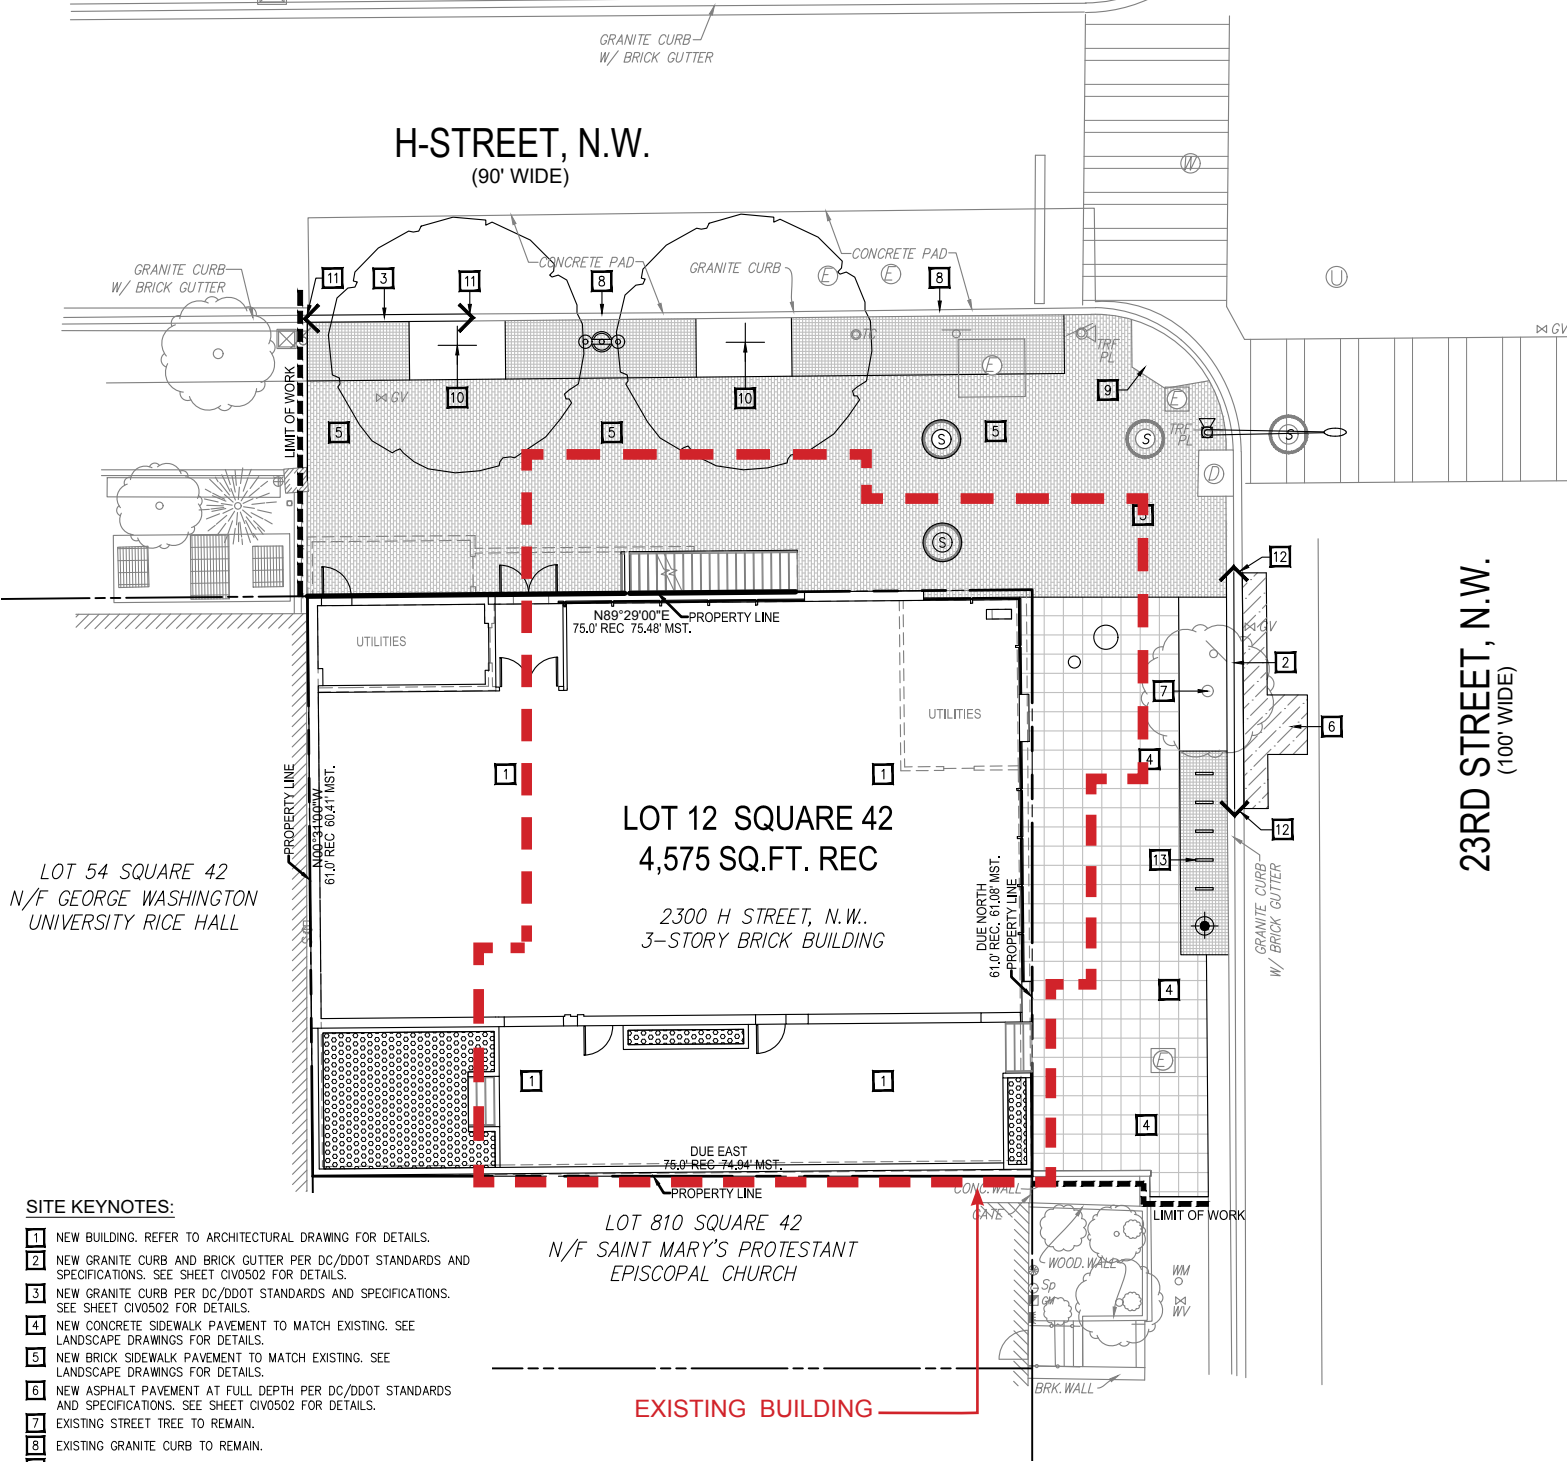 GRANITE CURB
W/ BRICK GUTTER
H-STREET, N.W.
(90' WIDE)
W
GRANITE CURB
W/ BRICK GUTTER
11
3
11
CONCRETE PAD
8
GRANITE CURB
E
E
CONCRETE PAD
8
U
GV
TC
TRF
PL
E
9
E
LIMIT OF WORK
GV
10
10
5
5
S
5
S
TRF
PL
S
D
5
S
12
GV
N89°29'00"E
75.0' REC 75.48' MST.
PROPERTY LINE
UTILITIES
2
7
UTILITIES
6
23RD STREET, N.W.
(100' WIDE)
4
1
1
PROPERTY LINE
N00°31'00"W
61.0' REC 60.41' MST.
LOT 12 SQUARE 42
4,575 SQ.FT. REC
12
13
LOT 54 SQUARE 42
N/F GEORGE WASHINGTON
UNIVERSITY RICE HALL
2300 H STREET, N.W..
3-STORY BRICK BUILDING
DUE NORTH
61.0' REC, 61.08' MST.
PROPERTY LINE
GRANITE CURB
W/ BRICK GUTTER
4
E
1
1
4
DUE EAST
75.0' REC 74.94' MST.
PROPERTY LINE
CONC.WALL
GATE
LIMIT OF WORK
LOT 810 SQUARE 42
N/F SAINT MARY'S PROTESTANT
EPISCOPAL CHURCH
WOOD.WALL
Sp
GM
WM
WV
BRK.WALL
EXISTING BUILDING
SITE KEYNOTES:
1 NEW BUILDING. REFER TO ARCHITECTURAL DRAWING FOR DETAILS.
2 NEW GRANITE CURB AND BRICK GUTTER PER DC/DDOT STANDARDS AND
SPECIFICATIONS. SEE SHEET CIV0502 FOR DETAILS.
3 NEW GRANITE CURB PER DC/DDOT STANDARDS AND SPECIFICATIONS.
SEE SHEET CIV0502 FOR DETAILS.
4 NEW CONCRETE SIDEWALK PAVEMENT TO MATCH EXISTING. SEE
LANDSCAPE DRAWINGS FOR DETAILS.
5 NEW BRICK SIDEWALK PAVEMENT TO MATCH EXISTING. SEE
LANDSCAPE DRAWINGS FOR DETAILS.
6 NEW ASPHALT PAVEMENT AT FULL DEPTH PER DC/DDOT STANDARDS
AND SPECIFICATIONS. SEE SHEET CIV0502 FOR DETAILS.
7 EXISTING STREET TREE TO REMAIN.
8 EXISTING GRANITE CURB TO REMAIN.